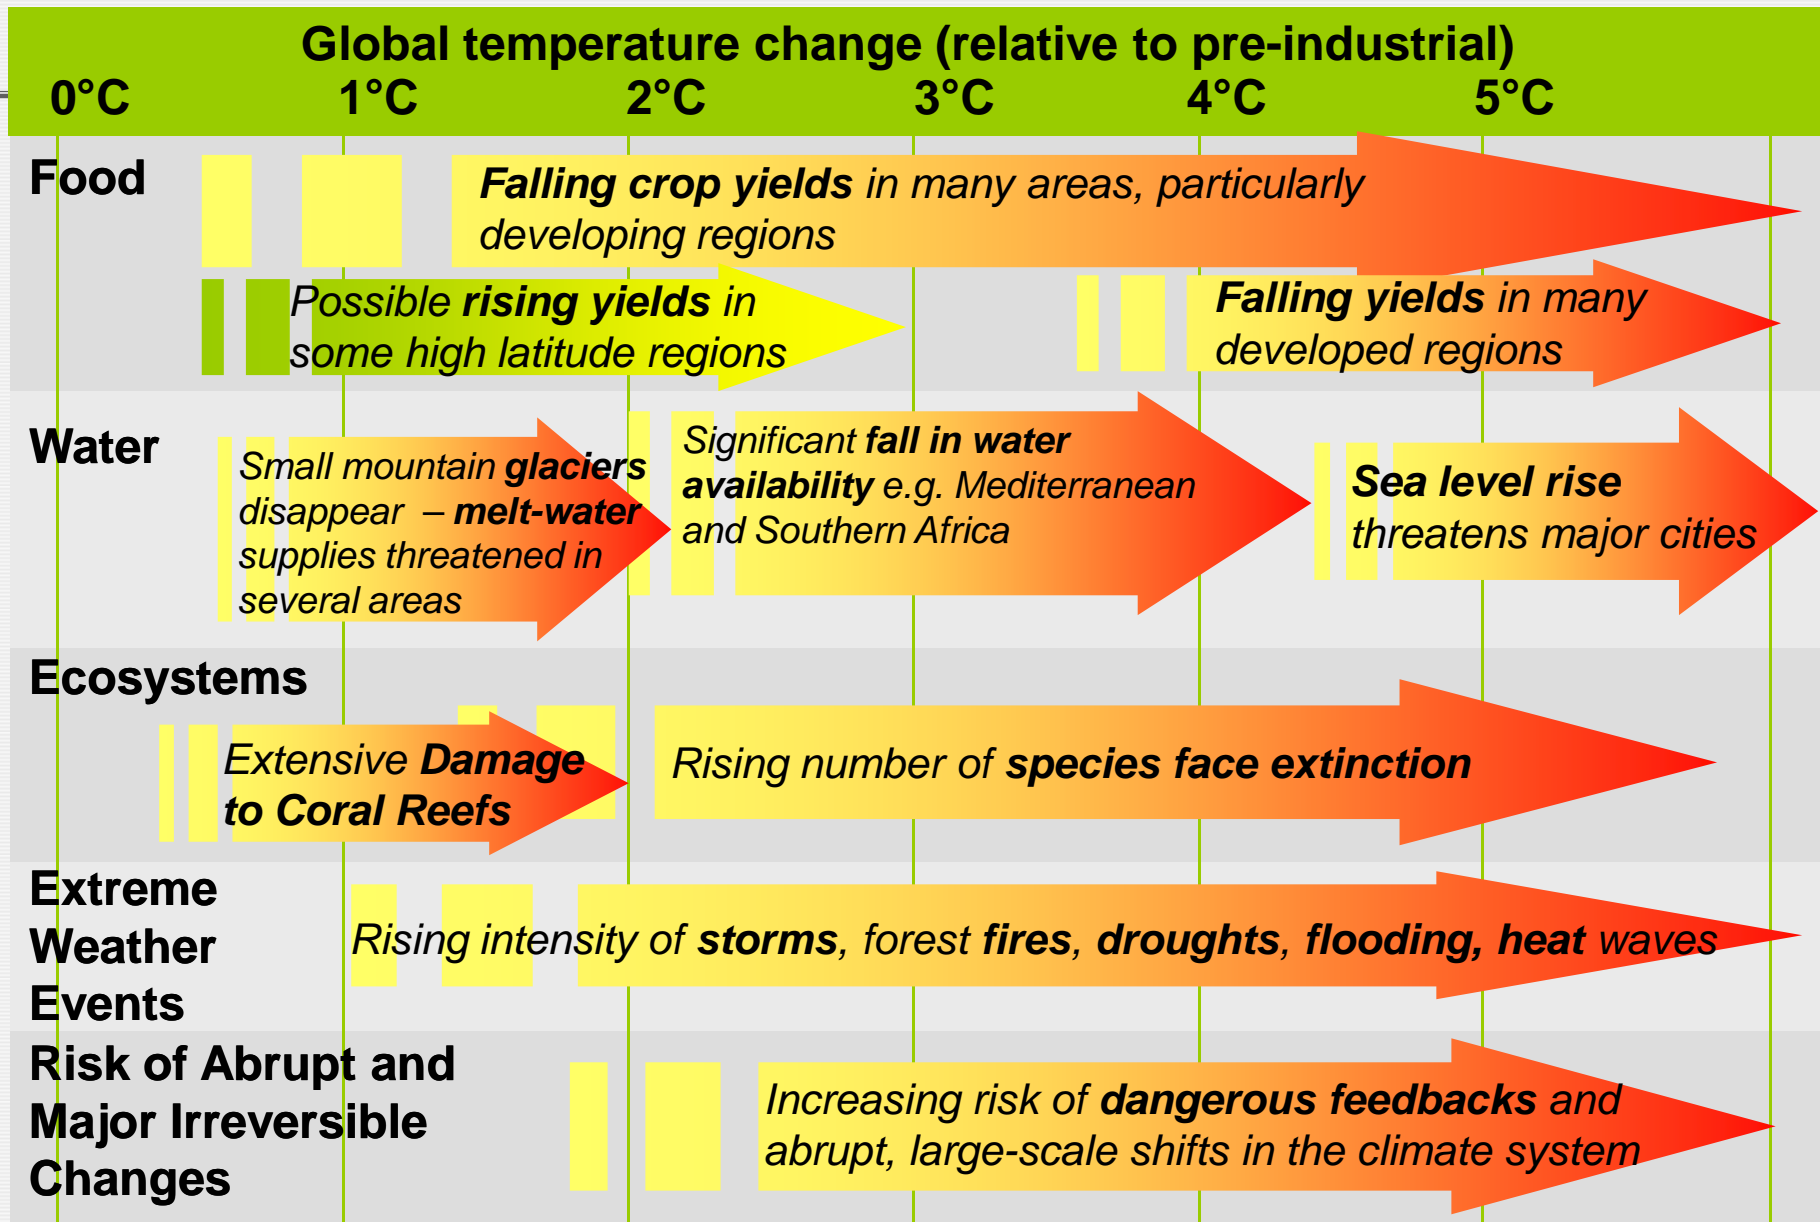 Global temperature change (relative to pre-industrial)
0°C 1°C 2°C 3°C 4°C 5°C
Food
Falling crop yields in many areas, particularly
developing regions
Possible rising yields in
some high latitude regions
Falling yields in many
developed regions
Water
Small mountain glaciers
disappear – melt-water
supplies threatened in
several areas
Significant fall in water
availability e.g. Mediterranean
and Southern Africa
Sea level rise
threatens major cities
Ecosystems
Extensive Damage
to Coral Reefs
Rising number of species face extinction
Extreme
Weather
Events
Rising intensity of storms, forest fires, droughts, flooding, heat waves
Risk of Abrupt and
Major Irreversible
Changes
Increasing risk of dangerous feedbacks and
abrupt, large-scale shifts in the climate system